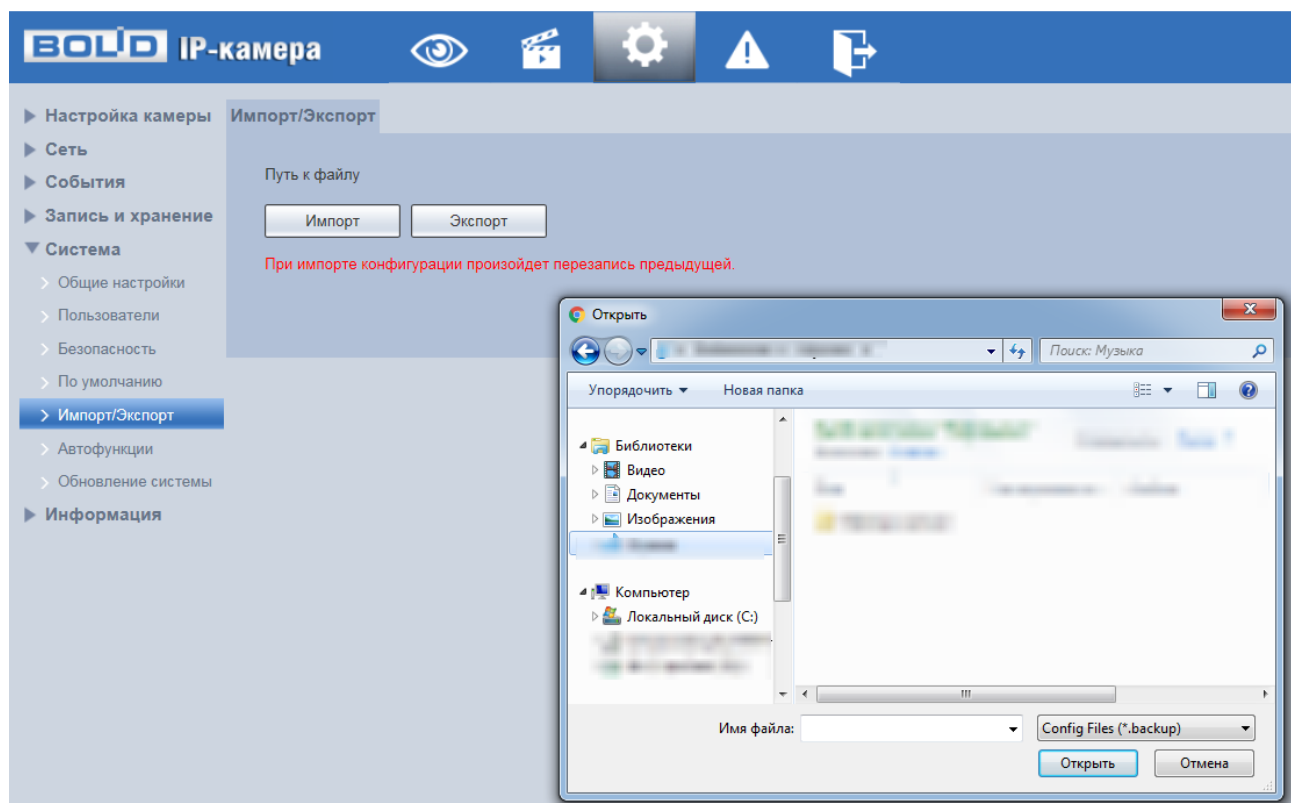 BOLID IP-камера
Настройка камеры
Сеть
События
Запись и хранение
Система
Общие настройки
Пользователи
Безопасность
По умолчанию
Импорт/Экспорт
Автофункции
Обновление системы
Информация
Импорт/Экспорт
Путь к файлу
Импорт Экспорт
При импорте конфигурации произойдет перезапись предыдущей.
Открыть
Поиск: Музыка
Упорядочить Новая папка
Библиотеки
Видео
Документы
Изображения
Компьютер
Локальный диск (C:)
Имя файла: Config Files (*.backup)
Открыть Отмена